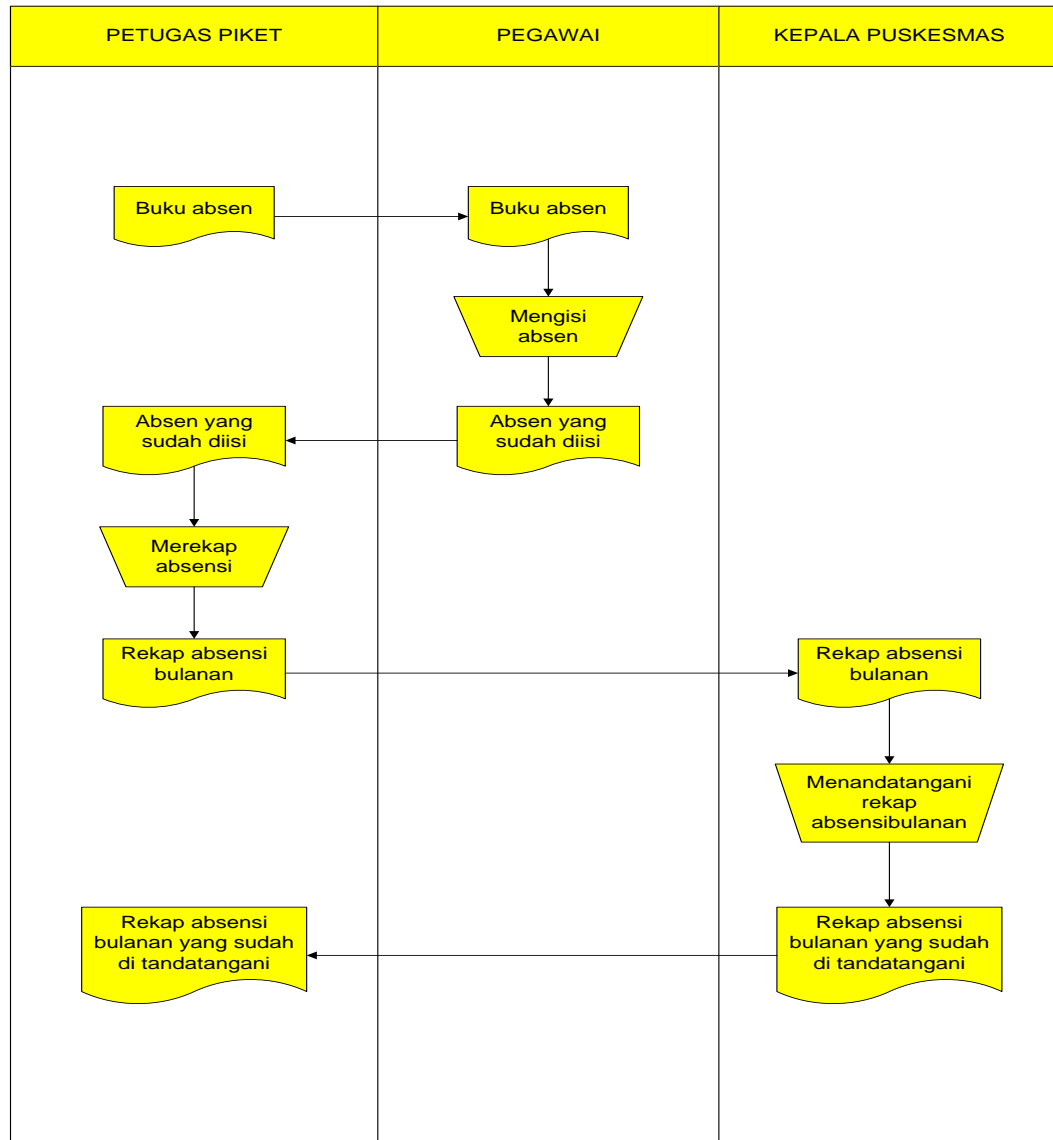 PETUGAS PIKET
PEGAWAI
KEPALA PUSKESMAS
Buku absen
Buku absen
Mengisi
absen
Absen yang
sudah diisi
Absen yang
sudah diisi
Merekap
absensi
Rekap absensi
bulanan
Rekap absensi
bulanan
Menandatangani
rekap
absensibulanan
Rekap absensi
bulanan yang sudah
di tandatangani
Rekap absensi
bulanan yang sudah
di tandatangani